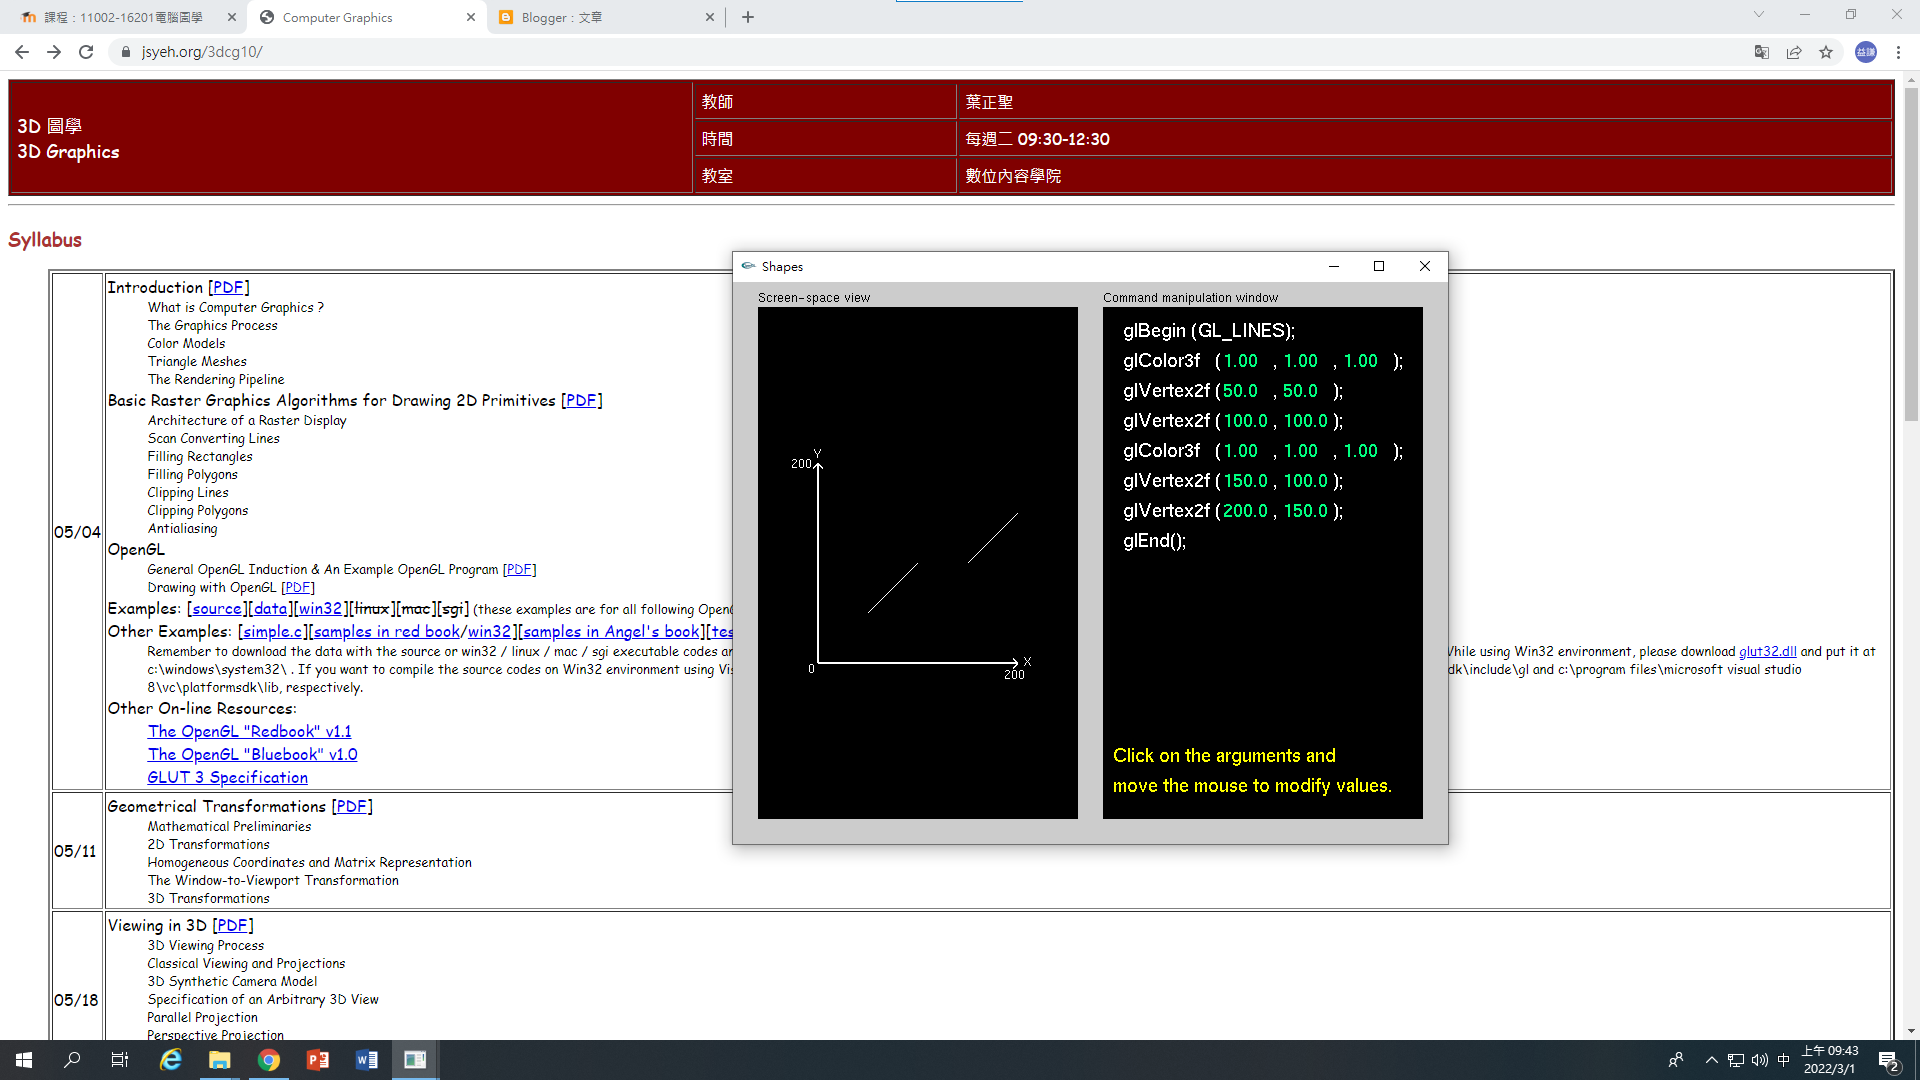 課程：11002-16201電腦圖學
Computer Graphics
Blogger：文章
jsyeh.org/3dcg10/
益謙
3D 圖學
3D Graphics
教師
葉正聖
時間
每週二 09:30-12:30
教室
數位內容學院
Syllabus
05/04
Introduction [PDF]
What is Computer Graphics ?
The Graphics Process
Color Models
Triangle Meshes
The Rendering Pipeline
Basic Raster Graphics Algorithms for Drawing 2D Primitives [PDF]
Architecture of a Raster Display
Scan Converting Lines
Filling Rectangles
Filling Polygons
Clipping Lines
Clipping Polygons
Antialiasing
OpenGL
General OpenGL Induction & An Example OpenGL Program [PDF]
Drawing with OpenGL [PDF]
Examples: [source][data][win32][linux][mac][sgi] (these examples are for all following Open
Other Examples: [simple.c][samples in red book/win32][samples in Angel's book][tes
Remember to download the data with the source or win32 / linux / mac / sgi executable codes an
While using Win32 environment, please download glut32.dll and put it at
c:\windows\system32\ . If you want to compile the source codes on Win32 environment using Vis
dk\include\gl and c:\program files\microsoft visual studio
8\vc\platformsdk\lib, respectively.
Other On-line Resources:
The OpenGL "Redbook" v1.1
The OpenGL "Bluebook" v1.0
GLUT 3 Specification
05/11
Geometrical Transformations [PDF]
Mathematical Preliminaries
2D Transformations
Homogeneous Coordinates and Matrix Representation
The Window-to-Viewport Transformation
3D Transformations
05/18
Viewing in 3D [PDF]
3D Viewing Process
Classical Viewing and Projections
3D Synthetic Camera Model
Specification of an Arbitrary 3D View
Parallel Projection
Perspective Projection
Shapes
Screen-space view
Y
200
0
X
200
Command manipulation window
glBegin (GL_LINES);
glColor3f ( 1.00 , 1.00 , 1.00 );
glVertex2f ( 50.0 , 50.0 );
glVertex2f ( 100.0 , 100.0 );
glColor3f ( 1.00 , 1.00 , 1.00 );
glVertex2f ( 150.0 , 100.0 );
glVertex2f ( 200.0 , 150.0 );
glEnd();
Click on the arguments and
move the mouse to modify values.
中
上午 09:43
2022/3/1
2